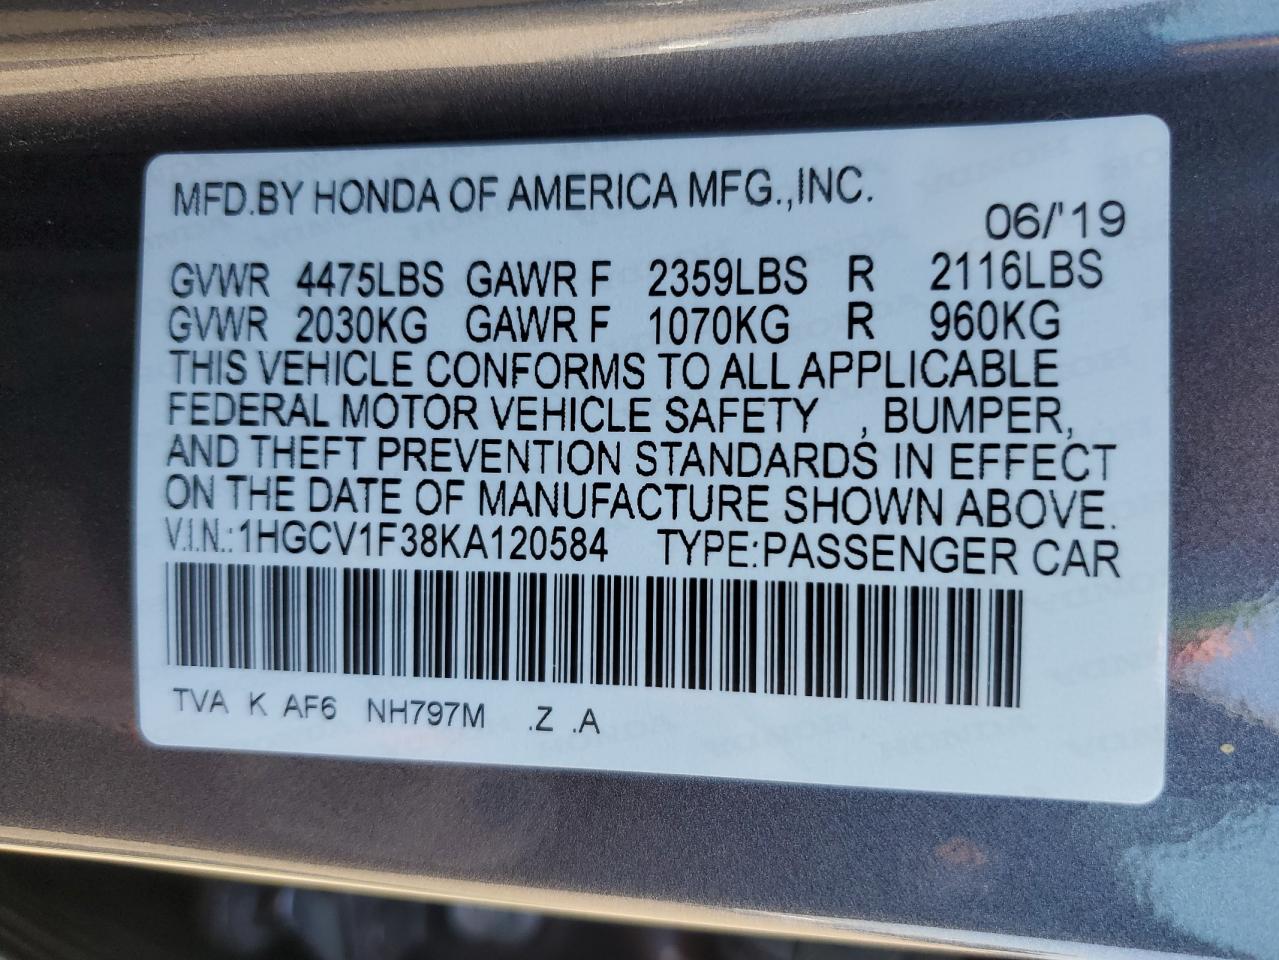 MFD.BY HONDA OF AMERICA MFG.,INC.
06/'19
GVWR 4475LBS GAWR F 2359LBS R 2116LBS
GVWR 2030KG GAWR F 1070KG R 960KG
THIS VEHICLE CONFORMS TO ALL APPLICABLE
FEDERAL MOTOR VEHICLE SAFETY , BUMPER,
AND THEFT PREVENTION STANDARDS IN EFFECT
ON THE DATE OF MANUFACTURE SHOWN ABOVE.
V.I.N.:1HGCV1F38KA120584 TYPE:PASSENGER CAR
TVA K AF6 NH797M .Z .A